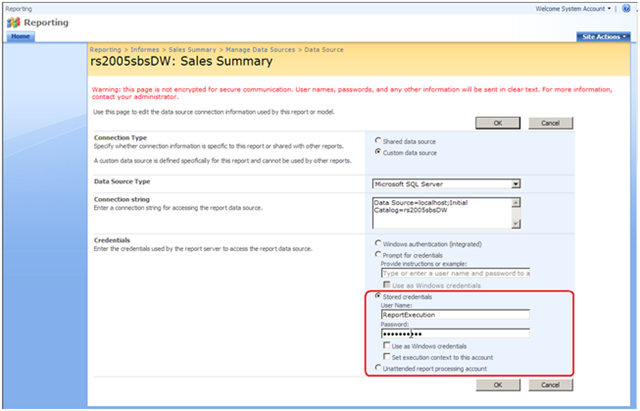 Reporting
Welcome System Account
Reporting
Home
Site Actions
Reporting > Informes > Sales Summary > Manage Data Sources > Data Source
rs2005sbsDW: Sales Summary
Warning: this page is not encrypted for secure communication. User names, passwords, and any other information will be sent in clear text. For more information,
contact your administrator.
Use this page to edit the data source connection information used by this report or model.
OK Cancel
Connection Type
Specify whether connection information is specific to this report or shared with other reports.
A custom data source is defined specifically for this report and cannot be used by other reports.
Shared data source
Custom data source
Data Source Type
Microsoft SQL Server
Connection string
Enter a connection string for accessing the report data source.
Data Source=localhost;Initial
Catalog=rs2005sbsDW
Credentials
Enter the credentials used by the report server to access the report data source.
Windows authentication (integrated)
Prompt for credentials
Provide instructions or example:
Type or enter a user name and password to a
Use as Windows credentials
Stored credentials
User Name:
ReportExecution
Password:
••••••••••
Use as Windows credentials
Set execution context to this account
Unattended report processing account
OK Cancel